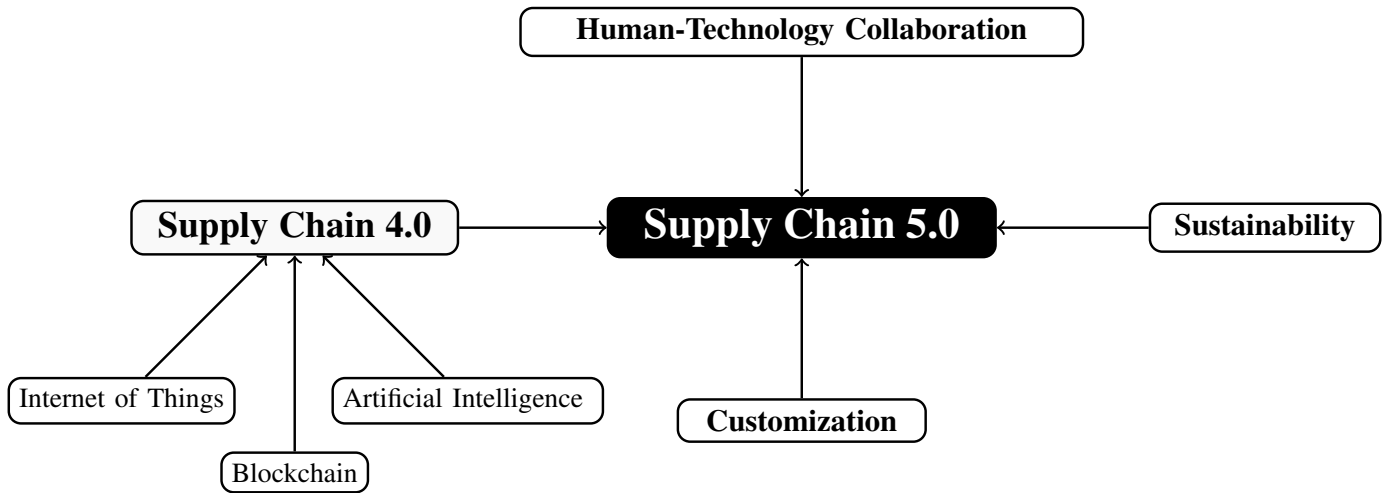 Human-Technology Collaboration
Supply Chain 4.0
Supply Chain 5.0
Sustainability
Internet of Things
Artificial Intelligence
Customization
Blockchain